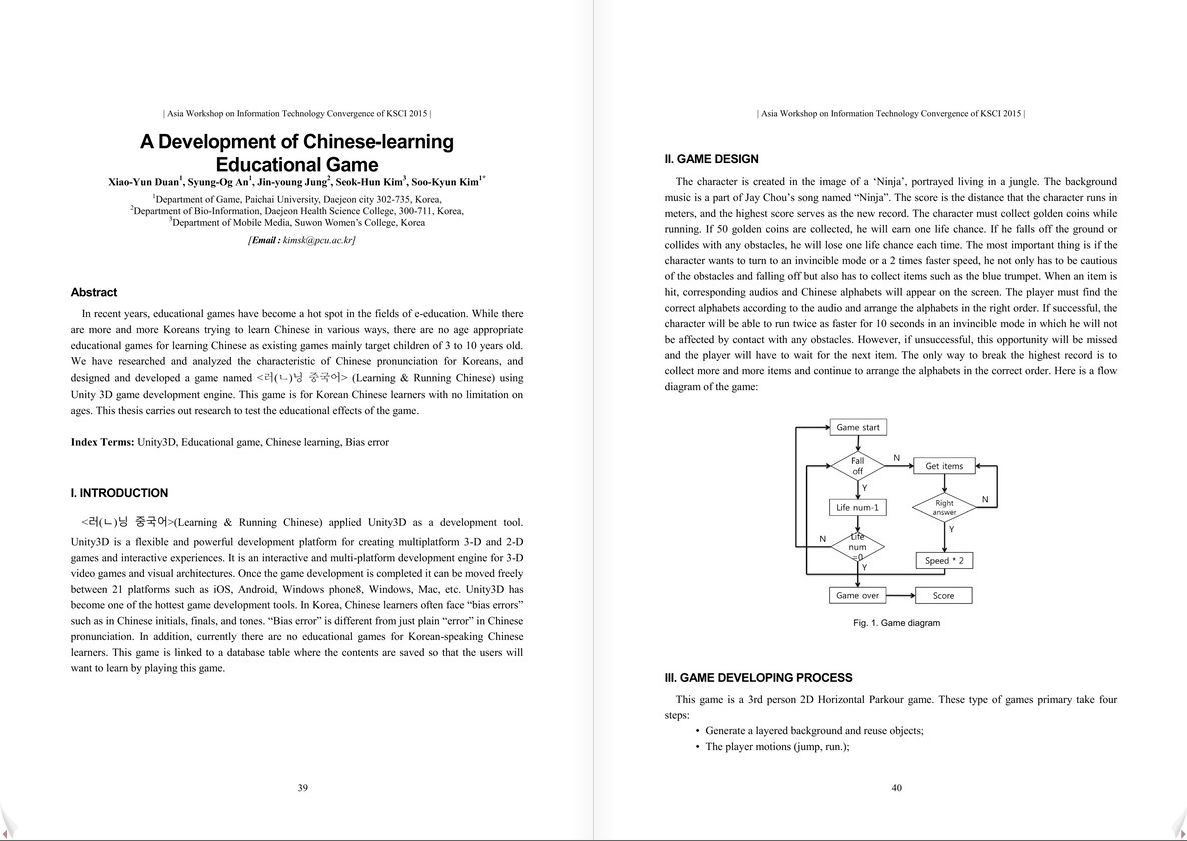 | Asia Workshop on Information Technology Convergence of KSCI 2015 |
A Development of Chinese-learning
Educational Game
Xiao-Yun Duan1, Syung-Og An1, Jin-young Jung2, Seok-Hun Kim3, Soo-Kyun Kim1*
1Department of Game, Paichai University, Daejeon city 302-735, Korea,
2Department of Bio-Information, Daejeon Health Science College, 300-711, Korea,
3Department of Mobile Media, Suwon Women's College, Korea
[Email : kimsk@pcu.ac.kr]
Abstract
In recent years, educational games have become a hot spot in the fields of e-education. While there
are more and more Koreans trying to learn Chinese in various ways, there are no age appropriate
educational games for learning Chinese as existing games mainly target children of 3 to 10 years old.
We have researched and analyzed the characteristic of Chinese pronunciation for Koreans, and
designed and developed a game named <러(ㄴ)닝 중국어> (Learning & Running Chinese) using
Unity 3D game development engine. This game is for Korean Chinese learners with no limitation on
ages. This thesis carries out research to test the educational effects of the game.
Index Terms: Unity3D, Educational game, Chinese learning, Bias error
I. INTRODUCTION
<러(ㄴ)닝 중국어>(Learning & Running Chinese) applied Unity3D as a development tool.
Unity3D is a flexible and powerful development platform for creating multiplatform 3-D and 2-D
games and interactive experiences. It is an interactive and multi-platform development engine for 3-D
video games and visual architectures. Once the game development is completed it can be moved freely
between 21 platforms such as iOS, Android, Windows phone8, Windows, Mac, etc. Unity3D has
become one of the hottest game development tools. In Korea, Chinese learners often face “bias errors”
such as in Chinese initials, finals, and tones. “Bias error” is different from just plain “error” in Chinese
pronunciation. In addition, currently there are no educational games for Korean-speaking Chinese
learners. This game is linked to a database table where the contents are saved so that the users will
want to learn by playing this game.
39
| Asia Workshop on Information Technology Convergence of KSCI 2015 |
II. GAME DESIGN
The character is created in the image of a ‘Ninja’, portrayed living in a jungle. The background
music is a part of Jay Chou’s song named “Ninja”. The score is the distance that the character runs in
meters, and the highest score serves as the new record. The character must collect golden coins while
running. If 50 golden coins are collected, he will earn one life chance. If he falls off the ground or
collides with any obstacles, he will lose one life chance each time. The most important thing is if the
character wants to turn to an invincible mode or a 2 times faster speed, he not only has to be cautious
of the obstacles and falling off but also has to collect items such as the blue trumpet. When an item is
hit, corresponding audios and Chinese alphabets will appear on the screen. The player must find the
correct alphabets according to the audio and arrange the alphabets in the right order. If successful, the
character will be able to run twice as faster for 10 seconds in an invincible mode in which he will not
be affected by contact with any obstacles. However, if unsuccessful, this opportunity will be missed
and the player will have to wait for the next item. The only way to break the highest record is to
collect more and more items and continue to arrange the alphabets in the correct order. Here is a flow
diagram of the game:
Game start
Fall
off
N
Get items
Y
Life num-1
Right
answer
N
Y
N
Life
num
=0
Y
Speed * 2
Game over
Score
Fig. 1. Game diagram
III. GAME DEVELOPING PROCESS
This game is a 3rd person 2D Horizontal Parkour game. These type of games primary take four
steps:
• Generate a layered background and reuse objects;
• The player motions (jump, run.);
40